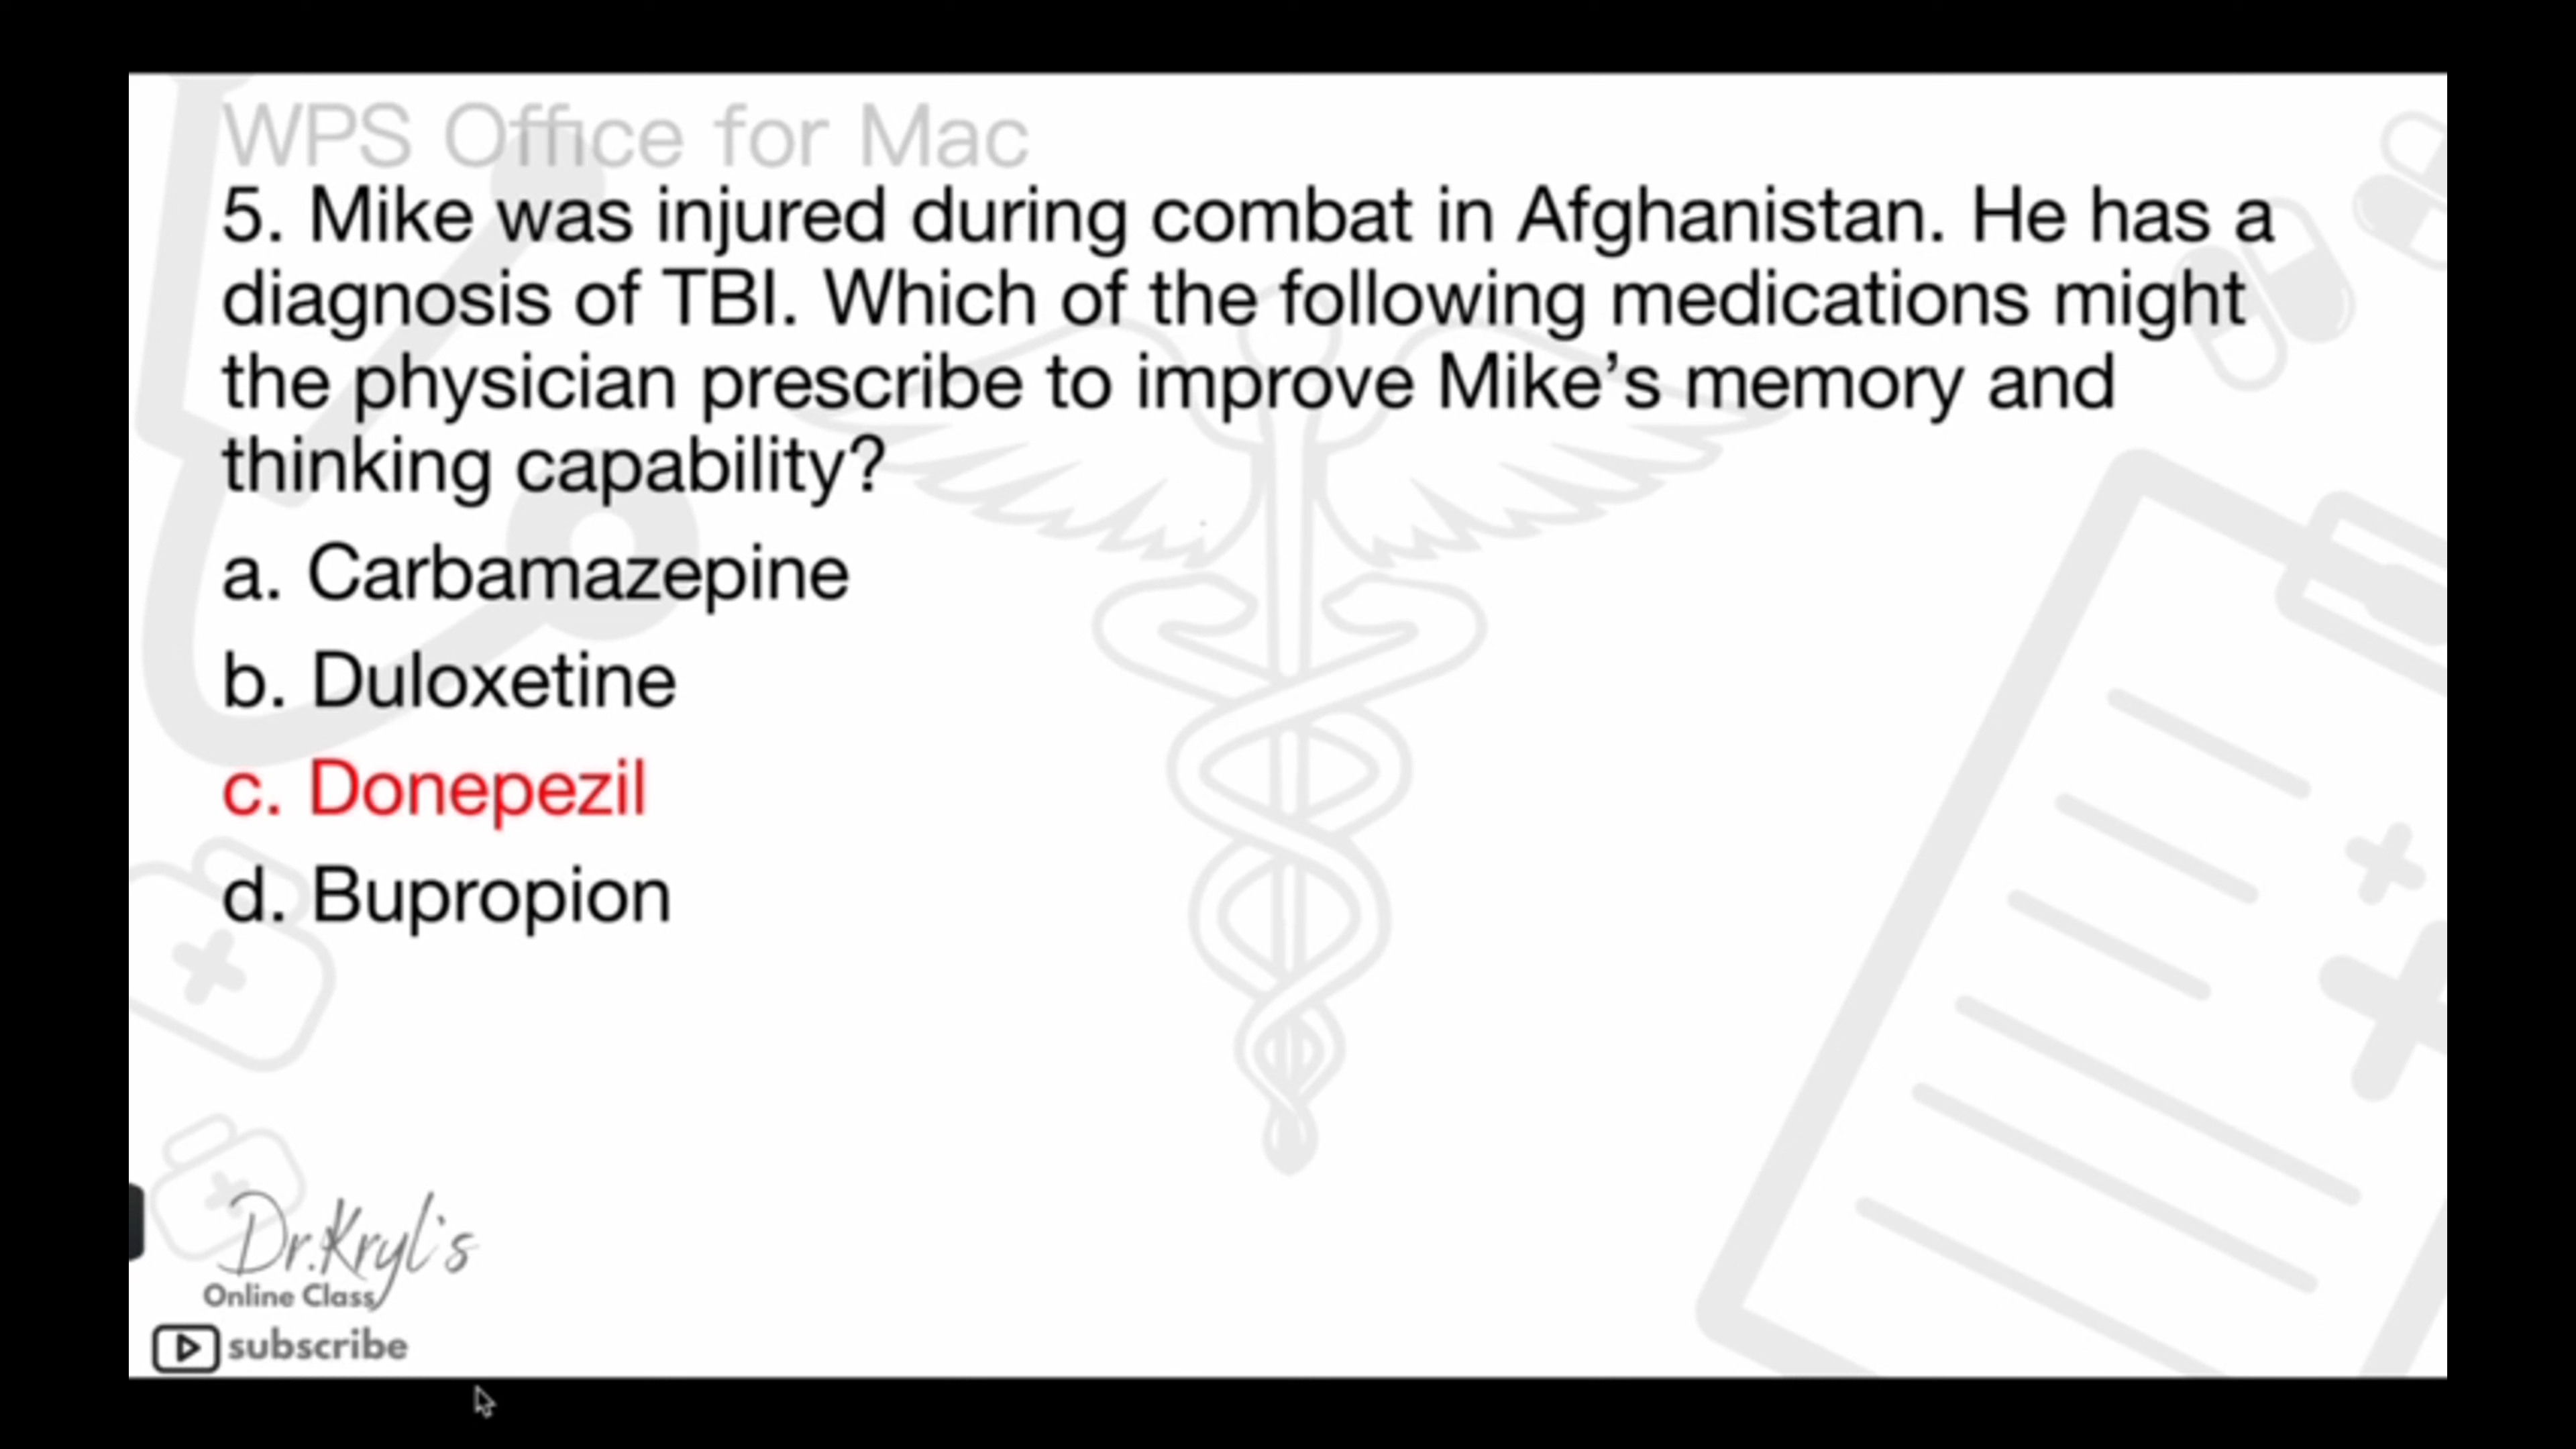 WPS Office for Mac
5. Mike was injured during combat in Afghanistan. He has a
diagnosis of TBI. Which of the following medications might
the physician prescribe to improve Mike’s memory and
thinking capability?
a. Carbamazepine
b. Duloxetine
c. Donepezil
d. Bupropion
Dr.Kryl's
Online Class
subscribe